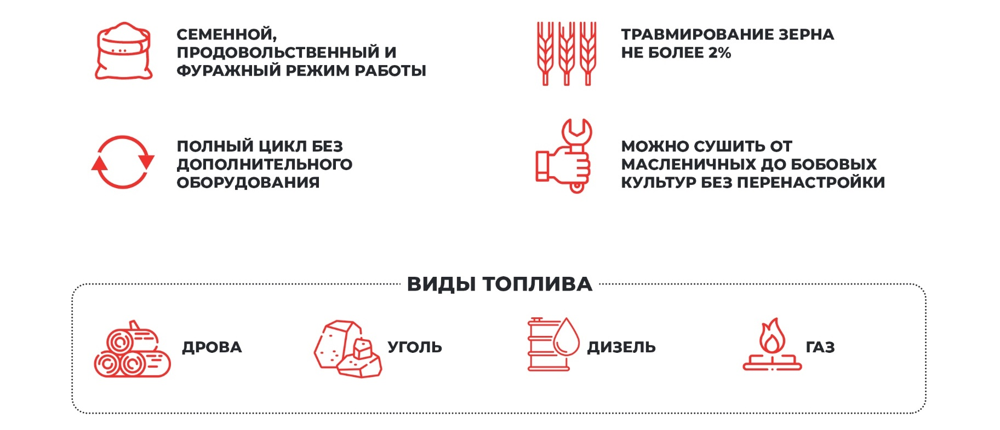 СЕМЕННОЙ,
ПРОДОВОЛЬСТВЕННЫЙ И
ФУРАЖНЫЙ РЕЖИМ РАБОТЫ
ТРАВМИРОВАНИЕ ЗЕРНА
НЕ БОЛЕЕ 2%
ПОЛНЫЙ ЦИКЛ БЕЗ
ДОПОЛНИТЕЛЬНОГО
ОБОРУДОВАНИЯ
МОЖНО СУШИТЬ ОТ
МАСЛЕНИЧНЫХ ДО БОБОВЫХ
КУЛЬТУР БЕЗ ПЕРЕНАСТРОЙКИ
ВИДЫ ТОПЛИВА
ДРОВА
УГОЛЬ
ДИЗЕЛЬ
ГАЗ